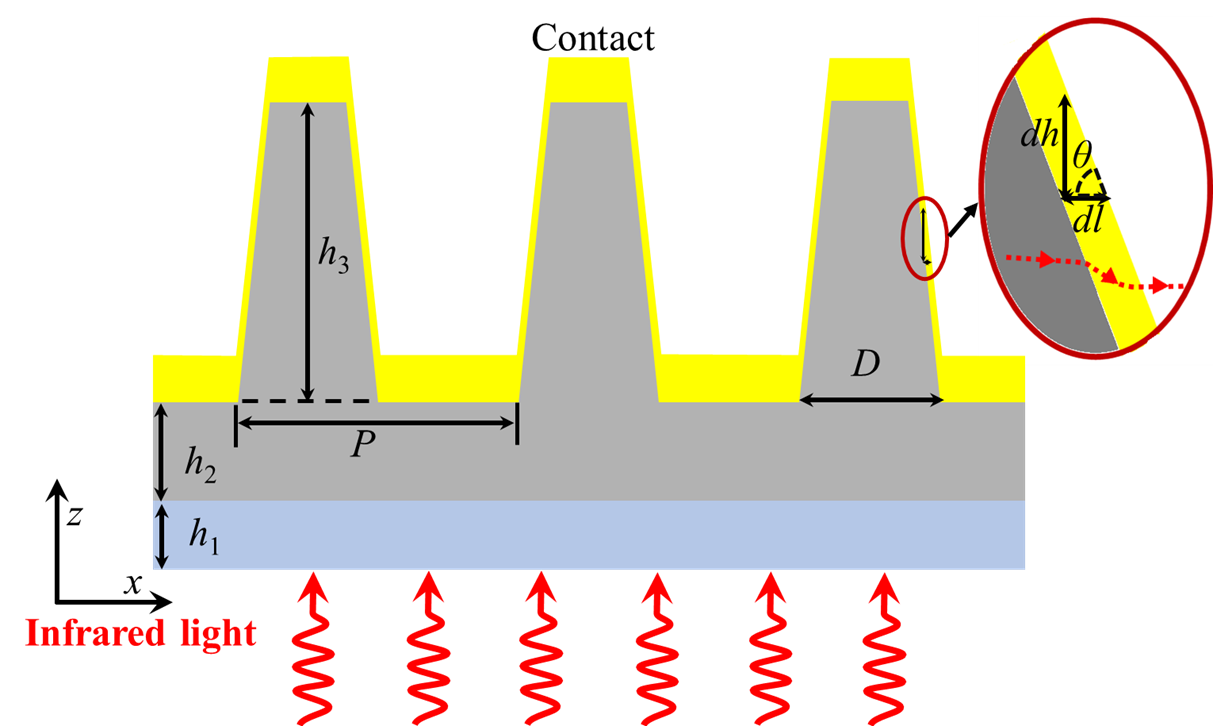 Contact
dh
θ
dl
h₃
D
P
h₂
h₁
z
x
Infrared light